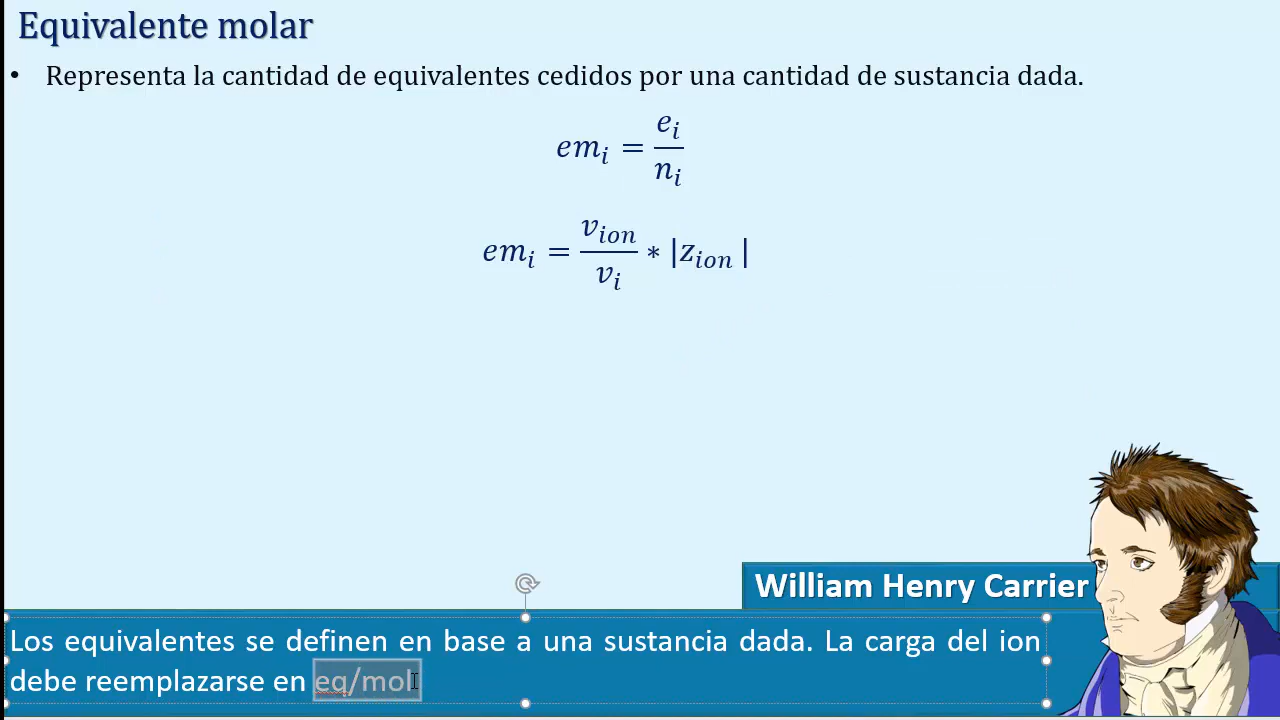 Equivalente molar
• Representa la cantidad de equivalentes cedidos por una cantidad de sustancia dada.
em_i = e_i / n_i
em_i = v_ion / v_i * |z_ion |
William Henry Carrier
Los equivalentes se definen en base a una sustancia dada. La carga del ion
debe reemplazarse en eq/mol